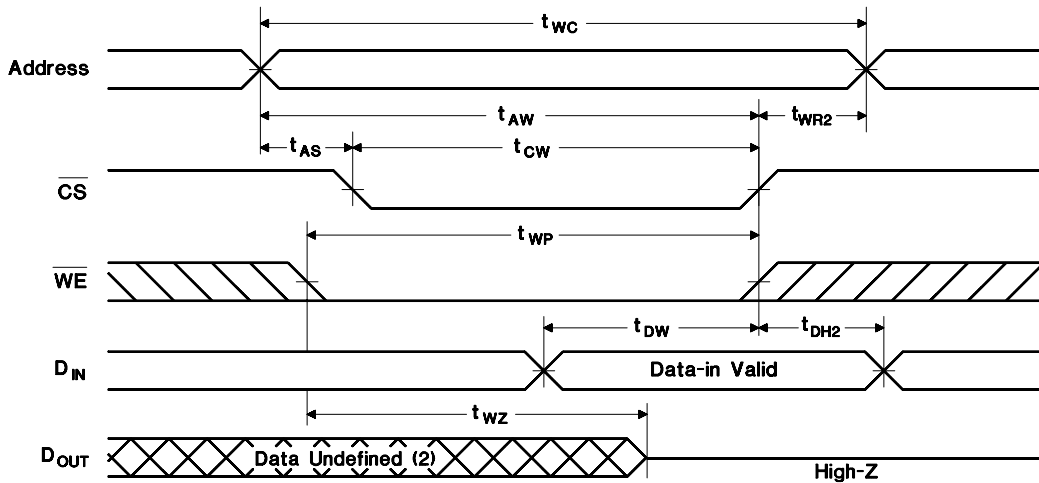 tWC
Address
tAW
tWR2
tAS
tCW
CS
tWP
WE
tDW
tDH2
DIN
Data-in Valid
tWZ
DOUT
Data Undefined (2)
High-Z